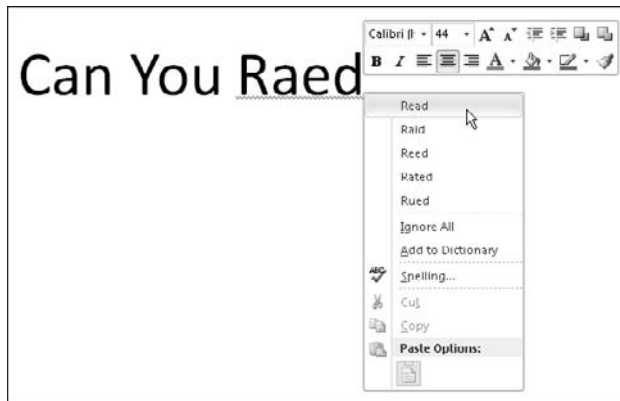 Calibri (F 44
B I
Can You Raed
Read
Raid
Reed
Rated
Rued
Ignore All
Add to Dictionary
ABC
Spelling...
Cut
Copy
Paste Options: